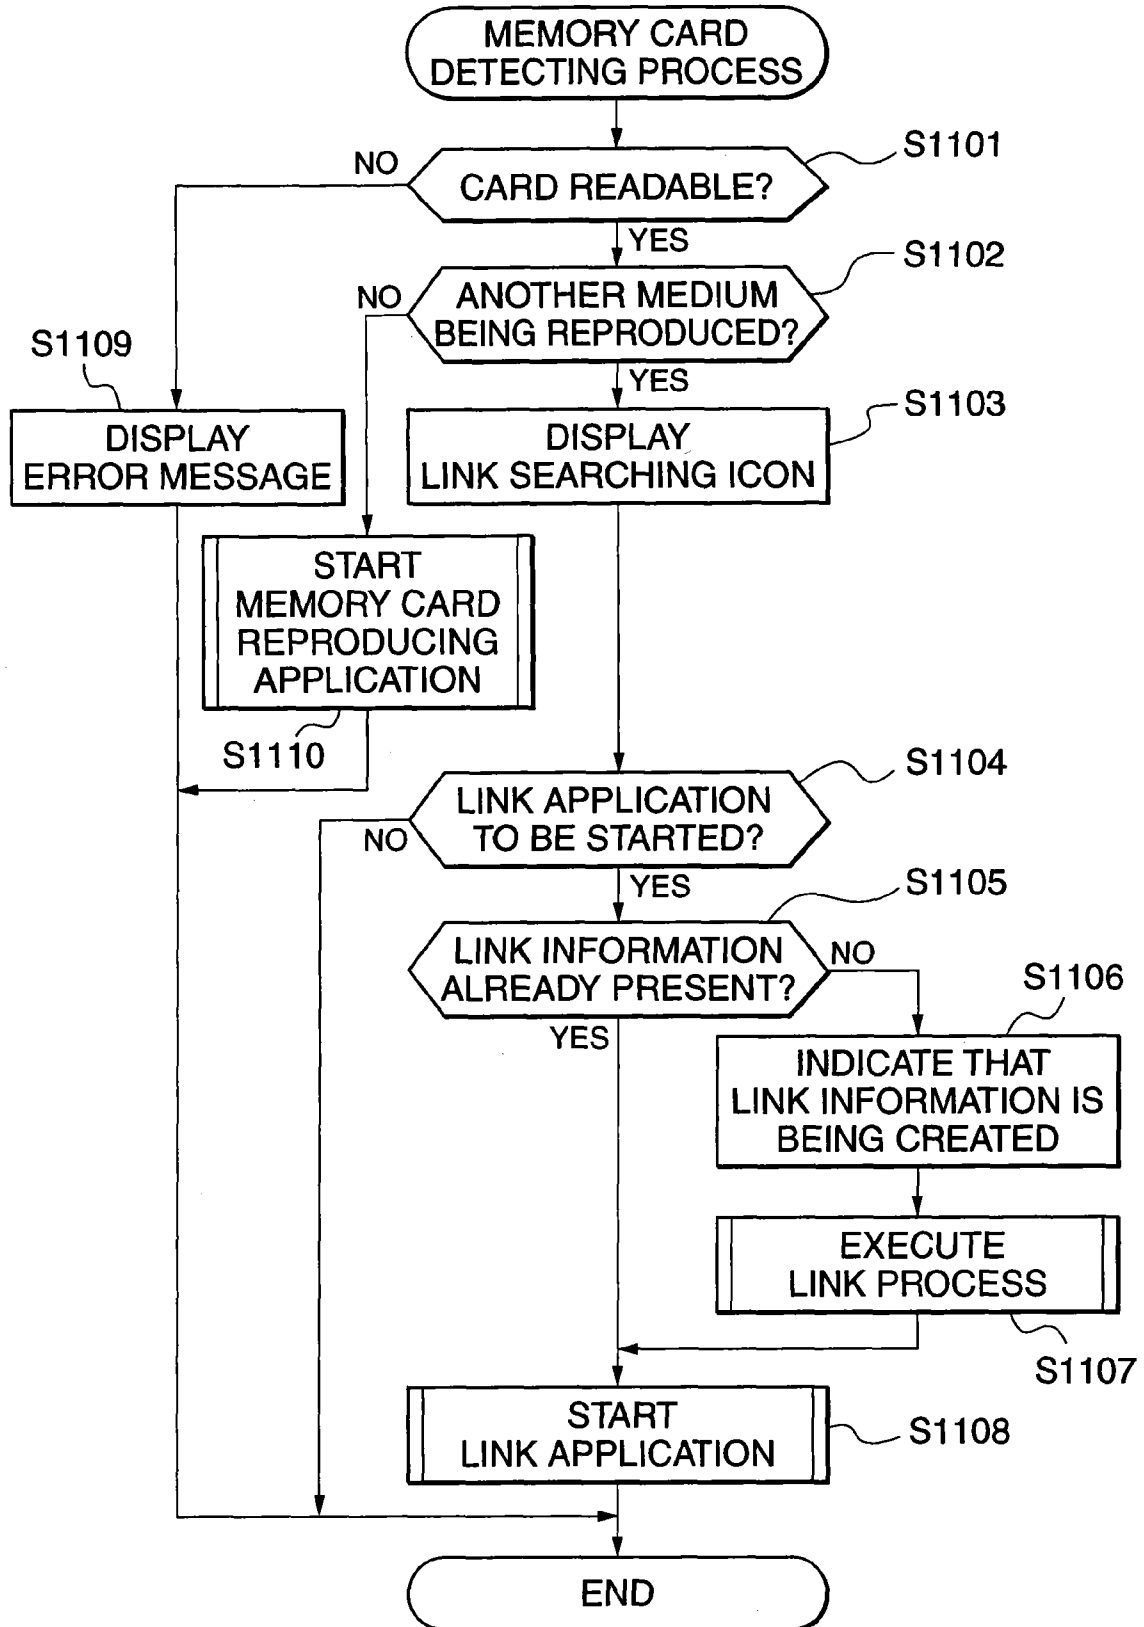 MEMORY CARD
DETECTING PROCESS
S1101
NO
CARD READABLE?
YES
S1102
NO
ANOTHER MEDIUM
BEING REPRODUCED?
YES
S1109
S1103
DISPLAY
ERROR MESSAGE
DISPLAY
LINK SEARCHING ICON
START
MEMORY CARD
REPRODUCING
APPLICATION
S1110
S1104
LINK APPLICATION
TO BE STARTED?
NO
YES
S1105
LINK INFORMATION
ALREADY PRESENT?
NO
YES
S1106
INDICATE THAT
LINK INFORMATION IS
BEING CREATED
EXECUTE
LINK PROCESS
S1107
START
LINK APPLICATION
S1108
END